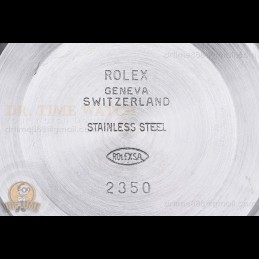 ROLEX
GENEVA
SWITZERLAND
STAINLESS STEEL
ROLEX S.A.
2350